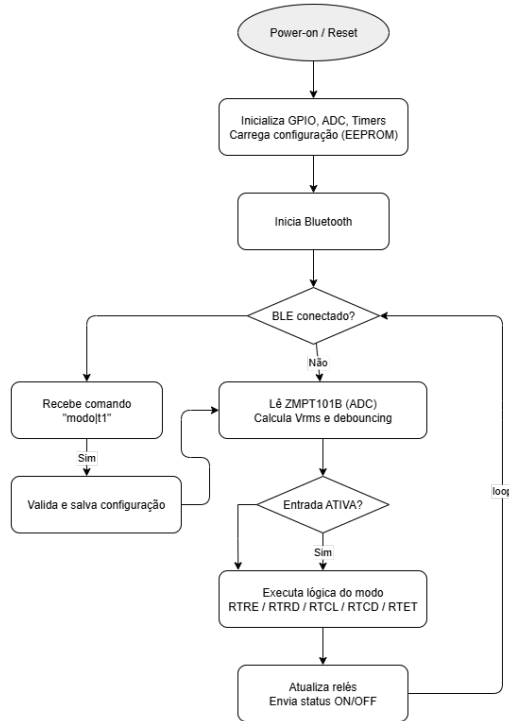 Power-on / Reset
Inicializa GPIO, ADC, Timers
Carrega configuração (EEPROM)
Inicia Bluetooth
BLE conectado?
Não
Recebe comando
"modo|t1"
Sim
Valida e salva configuração
Lê ZMPT101B (ADC)
Calcula Vrms e debouncing
Entrada ATIVA?
Sim
Executa lógica do modo
RTRE / RTRD / RTCL / RTCD / RTET
Atualiza relés
Envia status ON/OFF
loop